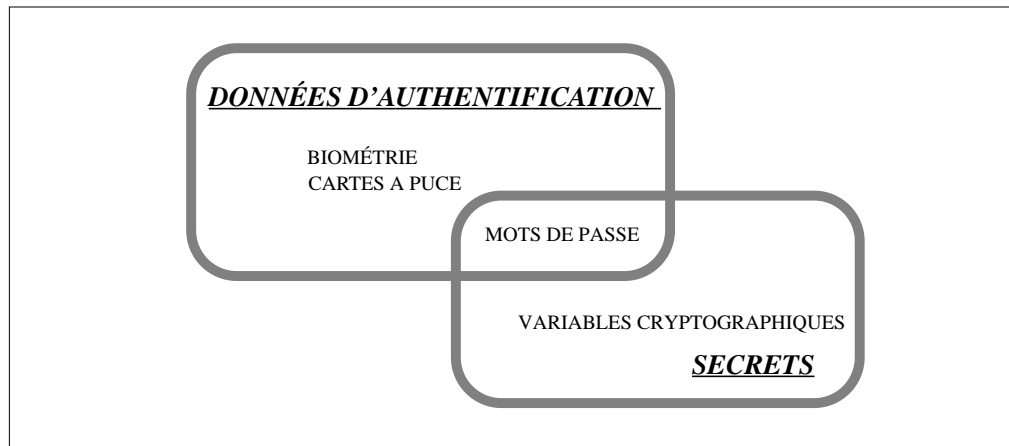 DONNÉES D’AUTHENTIFICATION
BIOMÉTRIE
CARTES A PUCE
MOTS DE PASSE
VARIABLES CRYPTOGRAPHIQUES
SECRETS